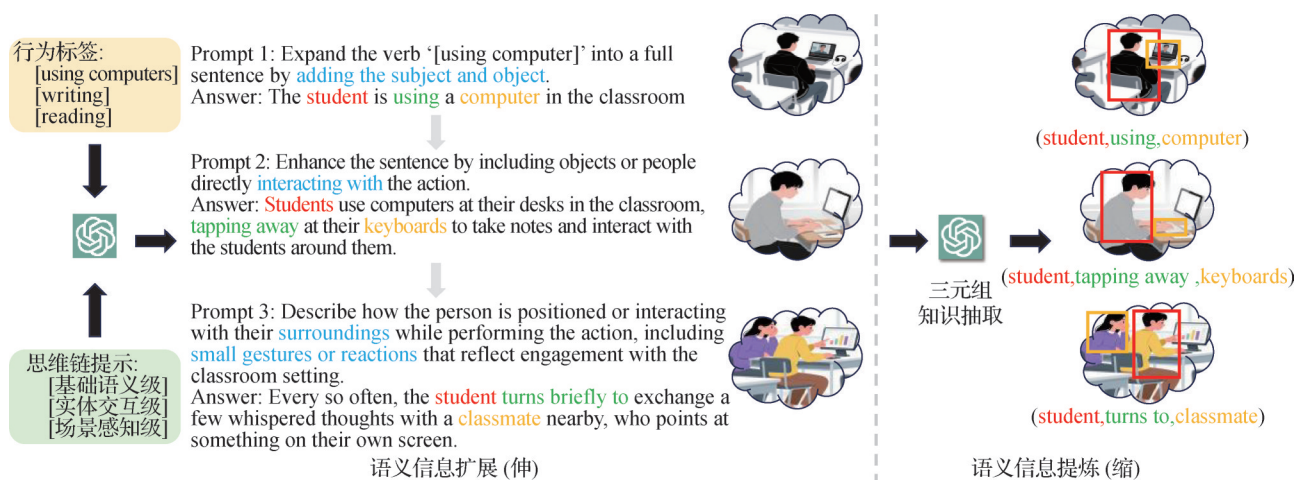 行为标签:
[using computers]
[writing]
[reading]
思维链提示:
[基础语义级]
[实体交互级]
[场景感知级]
Prompt 1: Expand the verb ‘[using computer]’ into a full
sentence by adding the subject and object.
Answer: The student is using a computer in the classroom
Prompt 2: Enhance the sentence by including objects or people
directly interacting with the action.
Answer: Students use computers at their desks in the classroom,
tapping away at their keyboards to take notes and interact with
the students around them.
Prompt 3: Describe how the person is positioned or interacting
with their surroundings while performing the action, including
small gestures or reactions that reflect engagement with the
classroom setting.
Answer: Every so often, the student turns briefly to exchange a
few whispered thoughts with a classmate nearby, who points at
something on their own screen.
语义信息扩展 (伸)
三元组
知识抽取
(student,using,computer)
(student,tapping away ,keyboards)
(student,turns to,classmate)
语义信息提炼 (缩)